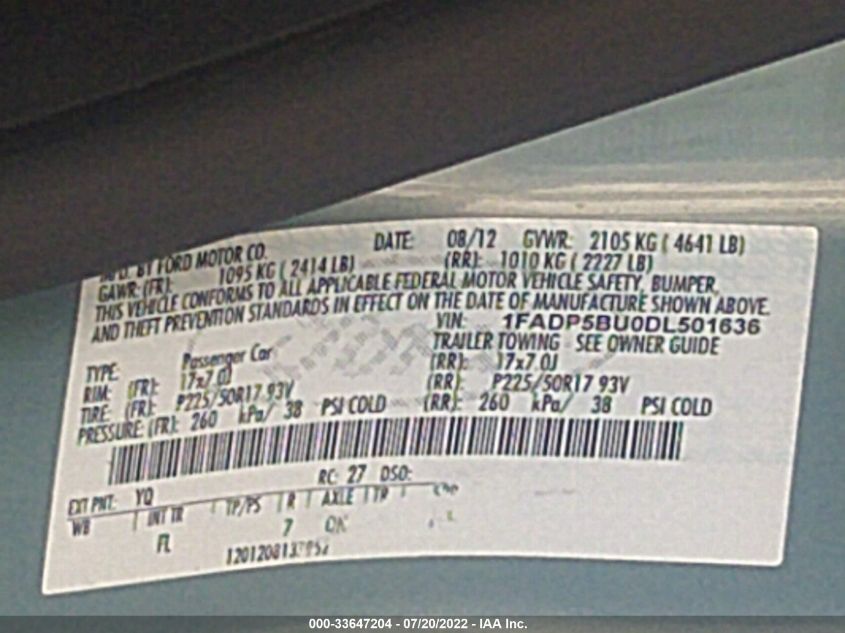 BY FORD MOTOR CO. DATE: 08/12 GVWR: 2105 KG ( 4641 LB)
GAWR: (FR): 1095 KG ( 2414 LB) (RR): 1010 KG ( 2227 LB)
THIS VEHICLE CONFORMS TO ALL APPLICABLE FEDERAL MOTOR VEHICLE SAFETY, BUMPER,
AND THEFT PREVENTION STANDARDS IN EFFECT ON THE DATE OF MANUFACTURE SHOWN ABOVE.
VIN: 1FADP5BU0DL501636
TYPE: Passenger Car TRAILER TOWING - SEE OWNER GUIDE
RIM: (FR): 17x7.0J (RR): 17x7.0J
TIRE: (FR): P225/50R17 93V (RR): P225/50R17 93V
PRESSURE: (FR): 260 kPa/ 38 PSI COLD (RR): 260 kPa/ 38 PSI COLD
RC: 27 DSO:
EXT PNT: YQ
WB | INT TR | TP/PS | R | AXLE | TR |
FL 7 OK
000-33647204 - 07/20/2022 - IAA Inc.